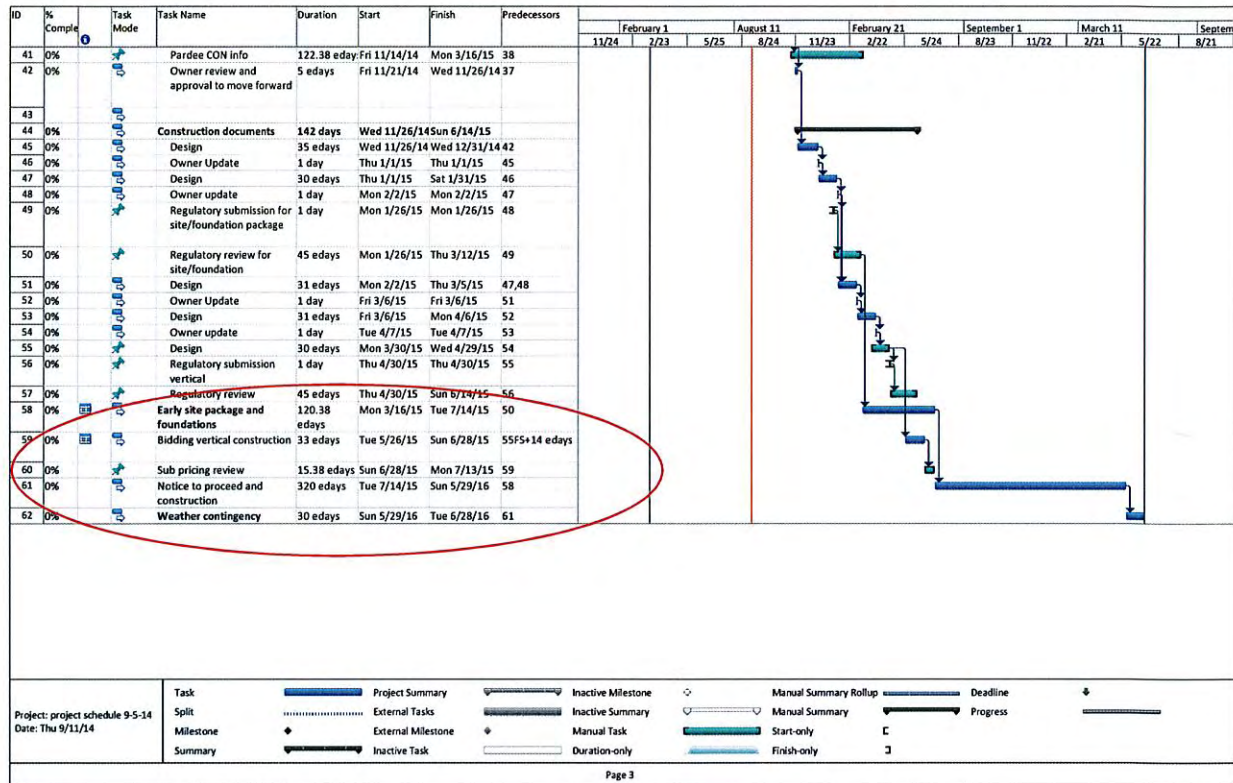 ID % Comple Task Mode Task Name Duration Start Finish Predecessors
February 1 August 11 February 21 September 1 March 11 Septem
11/24 2/23 5/25 8/24 11/23 2/22 5/24 8/23 11/22 2/21 5/22 8/21
41 0% Pardee CON info 122.38 eday: Fri 11/14/14 Mon 3/16/15 38
42 0% Owner review and 5 edays Fri 11/21/14 Wed 11/26/14 37
approval to move forward
43
44 0% Construction documents 142 days Wed 11/26/14 Sun 6/14/15
45 0% Design 35 edays Wed 11/26/14 Wed 12/31/14 42
46 0% Owner Update 1 day Thu 1/1/15 Thu 1/1/15 45
47 0% Design 30 edays Thu 1/1/15 Sat 1/31/15 46
48 0% Owner update 1 day Mon 2/2/15 Mon 2/2/15 47
49 0% Regulatory submission for 1 day Mon 1/26/15 Mon 1/26/15 48
site/foundation package
50 0% Regulatory review for 45 edays Mon 1/26/15 Thu 3/12/15 49
site/foundation
51 0% Design 31 edays Mon 2/2/15 Thu 3/5/15 47,48
52 0% Owner Update 1 day Fri 3/6/15 Fri 3/6/15 51
53 0% Design 31 edays Fri 3/6/15 Mon 4/6/15 52
54 0% Owner update 1 day Tue 4/7/15 Tue 4/7/15 53
55 0% Design 30 edays Mon 3/30/15 Wed 4/29/15 54
56 0% Regulatory submission 1 day Thu 4/30/15 Thu 4/30/15 55
vertical
57 0% Regulatory review 45 edays Thu 4/30/15 Sun 6/14/15 56
58 0% Early site package and 120.38 Mon 3/16/15 Tue 7/14/15 50
foundations edays
59 0% Bidding vertical construction 33 edays Tue 5/26/15 Sun 6/28/15 55FS+14 edays
60 0% Sub pricing review 15.38 edays Sun 6/28/15 Mon 7/13/15 59
61 0% Notice to proceed and 320 edays Tue 7/14/15 Sun 5/29/16 58
construction
62 0% Weather contingency 30 edays Sun 5/29/16 Tue 6/28/16 61
Project: project schedule 9-5-14
Date: Thu 9/11/14
Task Project Summary Inactive Milestone Manual Summary Rollup Deadline
Split External Tasks Inactive Summary Manual Summary Progress
Milestone External Milestone Manual Task Start-only
Summary Inactive Task Duration-only Finish-only
Page 3